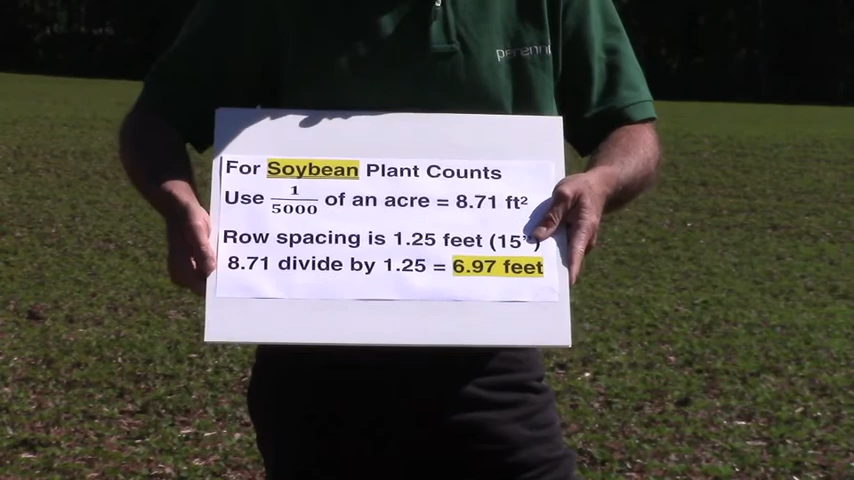 perenni
For Soybean Plant Counts
Use 1/5000 of an acre = 8.71 ft²
Row spacing is 1.25 feet (15")
8.71 divide by 1.25 = 6.97 feet